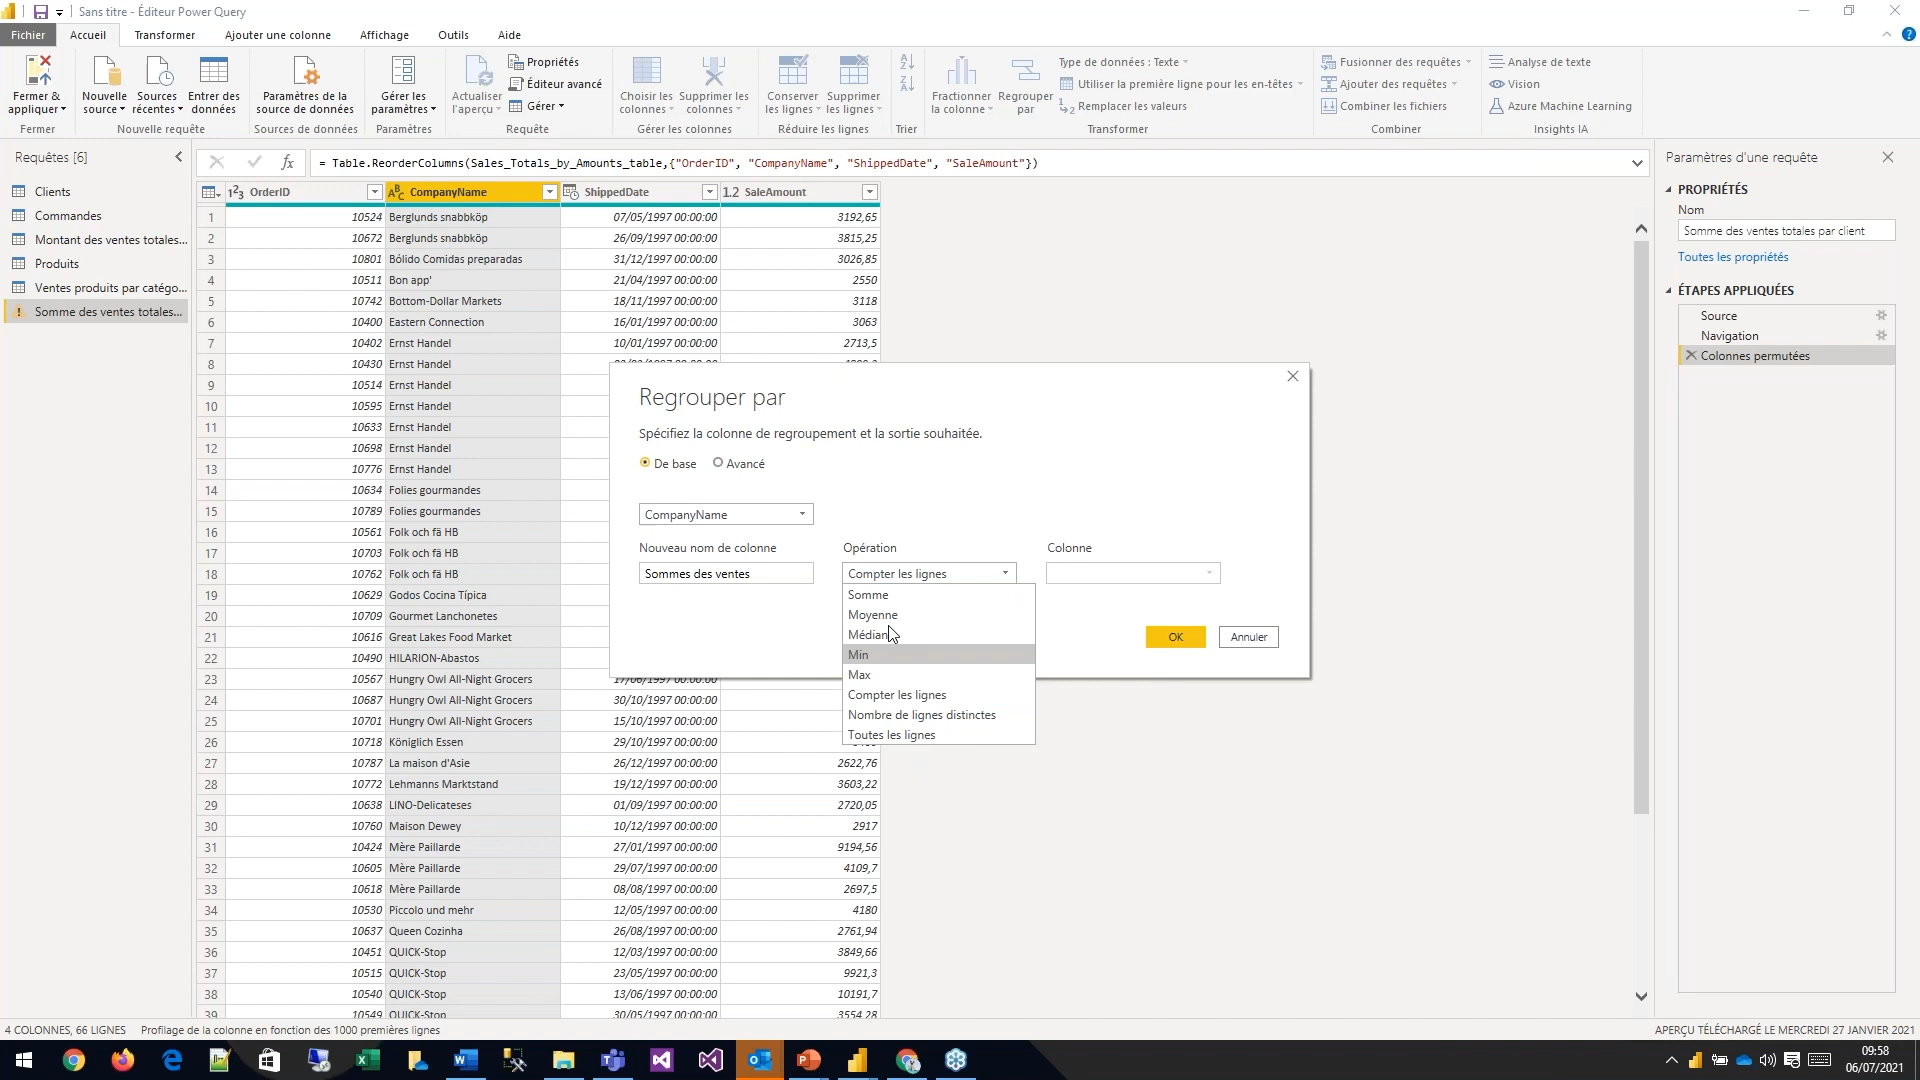 Sans titre - Éditeur Power Query
Fichier Accueil Transformer Ajouter une colonne Affichage Outils Aide
Fermer & appliquer
Fermer
Nouvelle source
Sources récentes
Entrer des données
Nouvelle requête
Paramètres de la source de données
Sources de données
Gérer les paramètres
Paramètres
Actualiser l'aperçu
Propriétés
Éditeur avancé
Gérer
Requête
Choisir les colonnes
Supprimer les colonnes
Gérer les colonnes
Conserver les lignes
Supprimer les lignes
Réduire les lignes
Trier
Fractionner la colonne
Regrouper par
Type de données : Texte
Utiliser la première ligne pour les en-têtes
Remplacer les valeurs
Transformer
Fusionner des requêtes
Ajouter des requêtes
Combiner les fichiers
Combiner
Analyse de texte
Vision
Azure Machine Learning
Insights IA
Requêtes [6]
Clients
Commandes
Montant des ventes totales...
Produits
Ventes produits par catégo...
Somme des ventes totales...
= Table.ReorderColumns(Sales_Totals_by_Amounts_table,{"OrderID", "CompanyName", "ShippedDate", "SaleAmount"})
OrderID CompanyName ShippedDate 1.2 SaleAmount
1 10524 Berglunds snabbköp 07/05/1997 00:00:00 3192,65
2 10672 Berglunds snabbköp 26/09/1997 00:00:00 3815,25
3 10801 Bólido Comidas preparadas 31/12/1997 00:00:00 3026,85
4 10511 Bon app' 21/04/1997 00:00:00 2550
5 10742 Bottom-Dollar Markets 18/11/1997 00:00:00 3118
6 10400 Eastern Connection 16/01/1997 00:00:00 3063
7 10402 Ernst Handel 10/01/1997 00:00:00 2713,5
8 10430 Ernst Handel
9 10514 Ernst Handel
10 10595 Ernst Handel
11 10633 Ernst Handel
12 10698 Ernst Handel
13 10776 Ernst Handel
14 10634 Folies gourmandes
15 10789 Folies gourmandes
16 10561 Folk och fä HB
17 10703 Folk och fä HB
18 10762 Folk och fä HB
19 10629 Godos Cocina Típica
20 10709 Gourmet Lanchonetes
21 10616 Great Lakes Food Market
22 10490 HILARION-Abastos
23 10567 Hungry Owl All-Night Grocers 17/06/1997 00:00:00
24 10687 Hungry Owl All-Night Grocers 30/10/1997 00:00:00
25 10701 Hungry Owl All-Night Grocers 15/10/1997 00:00:00
26 10718 Königlich Essen 29/10/1997 00:00:00
27 10787 La maison d'Asie 26/12/1997 00:00:00 2622,76
28 10772 Lehmanns Marktstand 19/12/1997 00:00:00 3603,22
29 10638 LINO-Delicateses 01/09/1997 00:00:00 2720,05
30 10760 Maison Dewey 10/12/1997 00:00:00 2917
31 10424 Mère Paillarde 27/01/1997 00:00:00 9194,56
32 10605 Mère Paillarde 29/07/1997 00:00:00 4109,7
33 10618 Mère Paillarde 08/08/1997 00:00:00 2697,5
34 10530 Piccolo und mehr 12/05/1997 00:00:00 4180
35 10637 Queen Cozinha 26/08/1997 00:00:00 2761,94
36 10451 QUICK-Stop 12/03/1997 00:00:00 3849,66
37 10515 QUICK-Stop 23/05/1997 00:00:00 9921,3
38 10540 QUICK-Stop 13/06/1997 00:00:00 10191,7
39 10549 QUICK-Stop 30/05/1997 00:00:00 3554,28
Regrouper par
Spécifiez la colonne de regroupement et la sortie souhaitée.
De base Avancé
CompanyName
Nouveau nom de colonne Opération Colonne
Sommes des ventes Compter les lignes
Somme
Moyenne
Médian
Min
Max
Compter les lignes
Nombre de lignes distinctes
Toutes les lignes
OK Annuler
Paramètres d'une requête
PROPRIÉTÉS
Nom
Somme des ventes totales par client
Toutes les propriétés
ÉTAPES APPLIQUÉES
Source
Navigation
Colonnes permutées
4 COLONNES, 66 LIGNES Profilage de la colonne en fonction des 1000 premières lignes
APERÇU TÉLÉCHARGÉ LE MERCREDI 27 JANVIER 2021
09:58
06/07/2021